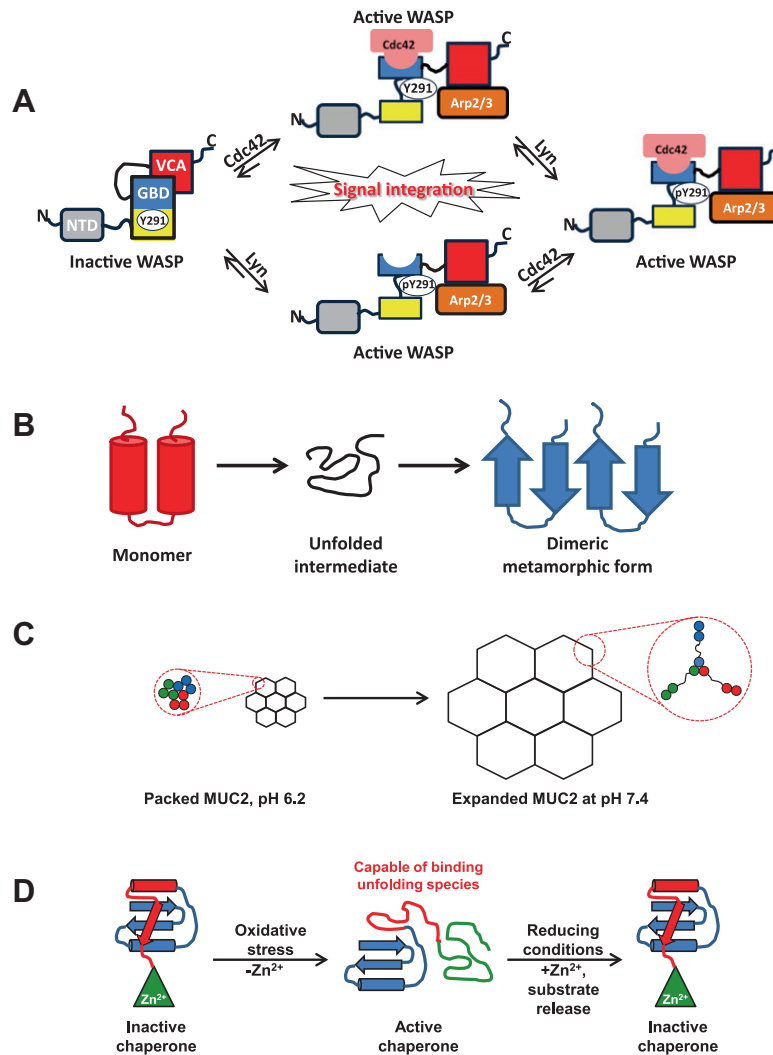 A
Active WASP
Cdc42
C
Y291
N
Arp2/3
Cdc42
Lyn
C
VCA
GBD
Y291
N
NTD
Inactive WASP
Signal integration
Cdc42
C
pY291
N
Arp2/3
Active WASP
Lyn
Cdc42
C
pY291
N
Arp2/3
Active WASP
B
Monomer
Unfolded
intermediate
Dimeric
metamorphic form
C
Packed MUC2, pH 6.2
Expanded MUC2 at pH 7.4
D
Zn²⁺
Inactive
chaperone
Oxidative
stress
-Zn²⁺
Capable of binding
unfolding species
Active
chaperone
Reducing
conditions
+Zn²⁺,
substrate
release
Zn²⁺
Inactive
chaperone